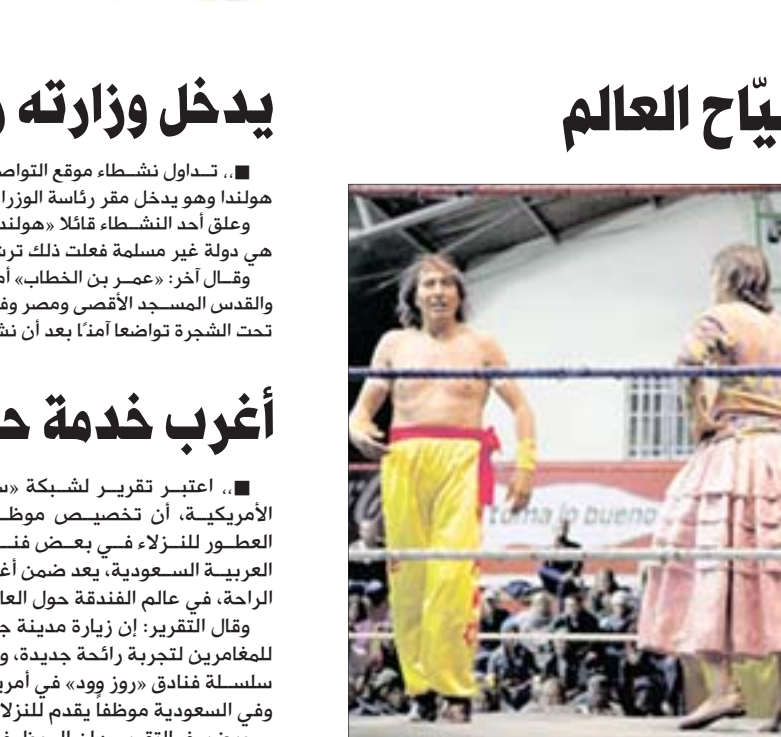 يّاح العالم
toma lo bueno
يدخل وزارته
■,, تــداول نشــطاء موقع التواص
هولندا وهو يدخل مقر رئاسة الوزرا
وعلق أحد النشــطاء قائلا «هولند
هي دولة غير مسلمة فعلت ذلك ترش
وقــال آخر: «عمــر بن الخطاب» أم
والقدس المســجد الأقصى ومصر وف
تحت الشجرة تواضعا آمنًا بعد أن نش
أغرب خدمة
■,, اعتبــر تقريــر لشــبكة «س
الأمريكيــة، أن تخصيــص موظــ
العطــور للنــزلاء فــي بعــض فنــ
العربيــة الســعودية، يعد ضمن أغ
الراحة، في عالم الفندقة حول العا
وقال التقرير: إن زيارة مدينة ج
للمغامرين لتجربة رائحة جديدة، و
سلســلة فنادق «روز وود» في أمري
وفي السعودية موظفاً يقدم للنزلا